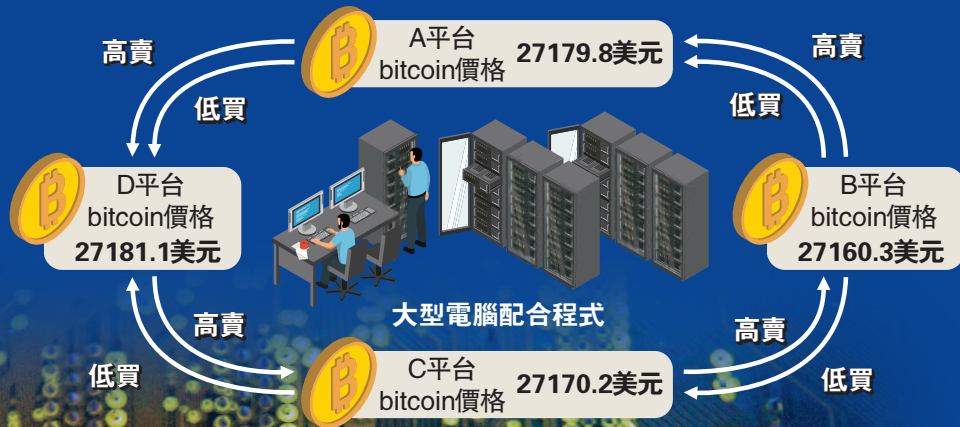 A平台
bitcoin價格
27179.8美元
高賣
低買
高賣
低買
D平台
bitcoin價格
27181.1美元
B平台
bitcoin價格
27160.3美元
大型電腦配合程式
高賣
低買
高賣
低買
C平台
bitcoin價格
27170.2美元